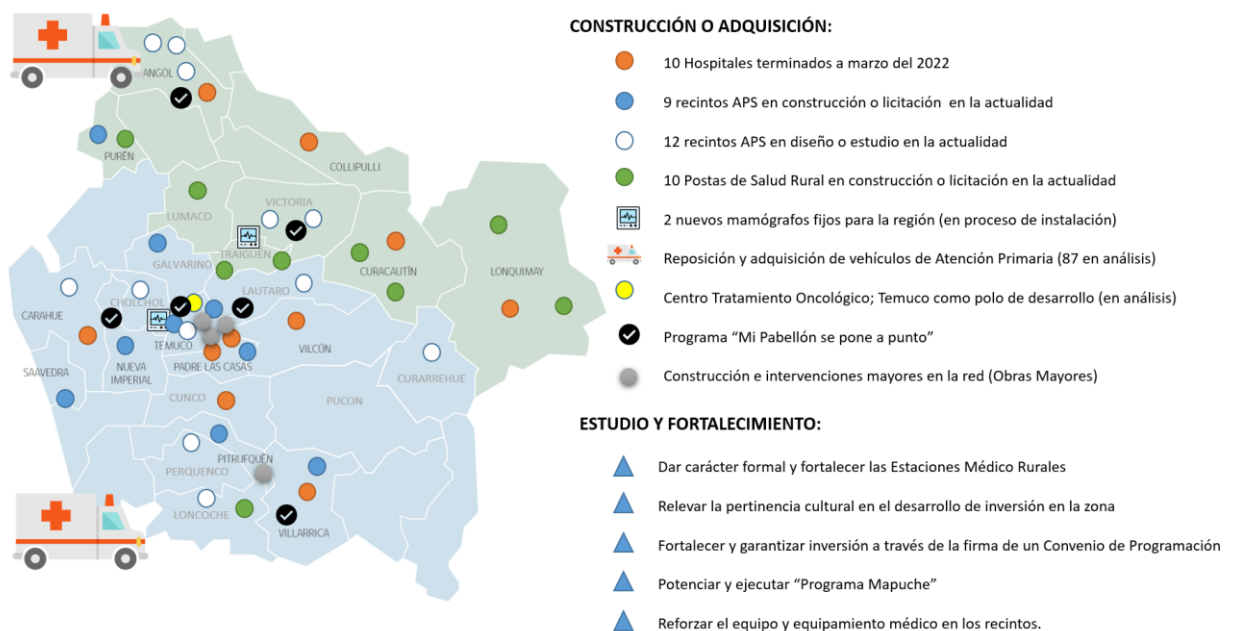 CONSTRUCCIÓN O ADQUISICIÓN:
10 Hospitales terminados a marzo del 2022
9 recintos APS en construcción o licitación en la actualidad
12 recintos APS en diseño o estudio en la actualidad
10 Postas de Salud Rural en construcción o licitación en la actualidad
2 nuevos mamógrafos fijos para la región (en proceso de instalación)
Reposición y adquisición de vehículos de Atención Primaria (87 en análisis)
Centro Tratamiento Oncológico; Temuco como polo de desarrollo (en análisis)
Programa “Mi Pabellón se pone a punto”
Construcción e intervenciones mayores en la red (Obras Mayores)
ESTUDIO Y FORTALECIMIENTO:
Dar carácter formal y fortalecer las Estaciones Médico Rurales
Relevar la pertinencia cultural en el desarrollo de inversión en la zona
Fortalecer y garantizar inversión a través de la firma de un Convenio de Programación
Potenciar y ejecutar “Programa Mapuche”
Reforzar el equipo y equipamiento médico en los recintos.
ANGOL
PURÉN
COLLIPULLI
LUMACO
VICTORIA
TRAIGUÉN
GALVARINO
CURACAUTÍN
LONQUIMAY
LAUTARO
CHOLCHOL
CARAHUE
TEMUCO
VILCÚN
NUEVA
IMPERIAL
PADRE LAS CASAS
SAAVEDRA
CURARREHUE
CUNCO
PUCON
PITRUFQUÉN
PERQUENCO
LONCOCHE
VILLARRICA